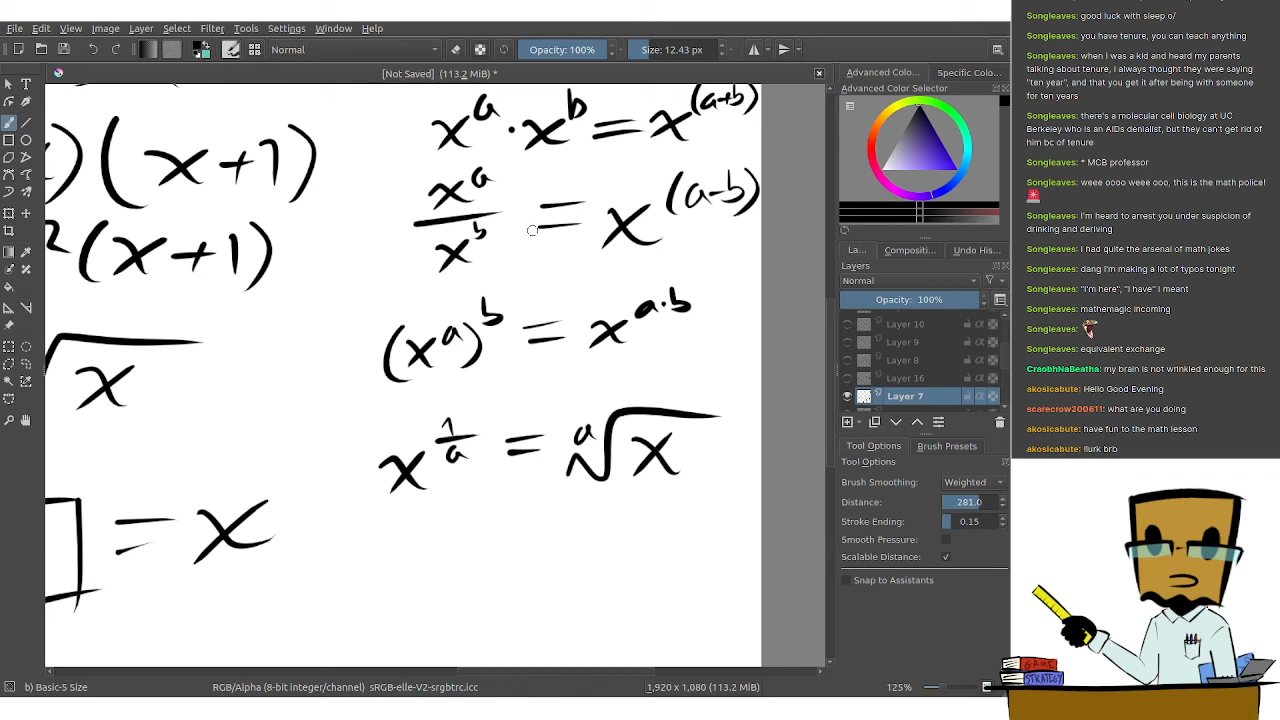 File Edit View Image Layer Select Filter Tools Settings Window Help
Normal
Opacity: 100%
Size: 12.43 px
[Not Saved] (113.2 MiB) *
Advanced Colo...
Specific Color...
Advanced Color Selector
) (x+1)
²(x+1)
x
] = x
xᵃ · xᵇ = x⁽ᵃ⁺ᵇ⁾
xᵃ/xᵇ = x⁽ᵃ⁻ᵇ⁾
(xᵃ)ᵇ = xᵃ·ᵇ
x^(1/a) = ᵃ√x
La...
Compositi...
Undo His...
Layers
Normal
Opacity: 100%
Layer 10
Layer 9
Layer 8
Layer 16
Layer 7
Tool Options
Brush Presets
Tool Options
Brush Smoothing: Weighted
Distance: 281.0
Stroke Ending: 0.15
Smooth Pressure:
Scalable Distance:
Snap to Assistants
b) Basic-5 Size
RGB/Alpha (8-bit integer/channel) sRGB-elle-V2-srgbtrc.icc
1,920 x 1,080 (113.2 MiB)
125%
Songleaves: good luck with sleep o/
Songleaves: you have tenure, you can teach anything
Songleaves: when I was a kid and heard my parents
talking about tenure, I always thought they were saying
"ten year", and that you get it after being with someone
for ten years
Songleaves: there's a molecular cell biology at UC
Berkeley who is an AIDs denialist, but they can't get rid of
him bc of tenure
Songleaves: * MCB professor
Songleaves: weee oooo weee ooo, this is the math police!
Songleaves: I'm heard to arrest you under suspicion of
drinking and deriving
Songleaves: I had quite the arsenal of math jokes
Songleaves: dang I'm making a lot of typos tonight
Songleaves: "I'm here", "I have" I meant
Songleaves: mathemagic incoming
Songleaves:
Songleaves: equivalent exchange
CraobhNaBeatha: my brain is not wrinkled enough for this
akosicabute: Hello Good Evening
scarecrow200611: what are you doing
akosicabute: have fun to the math lesson
akosicabute: !lurk brb
GAME
STRATEGY